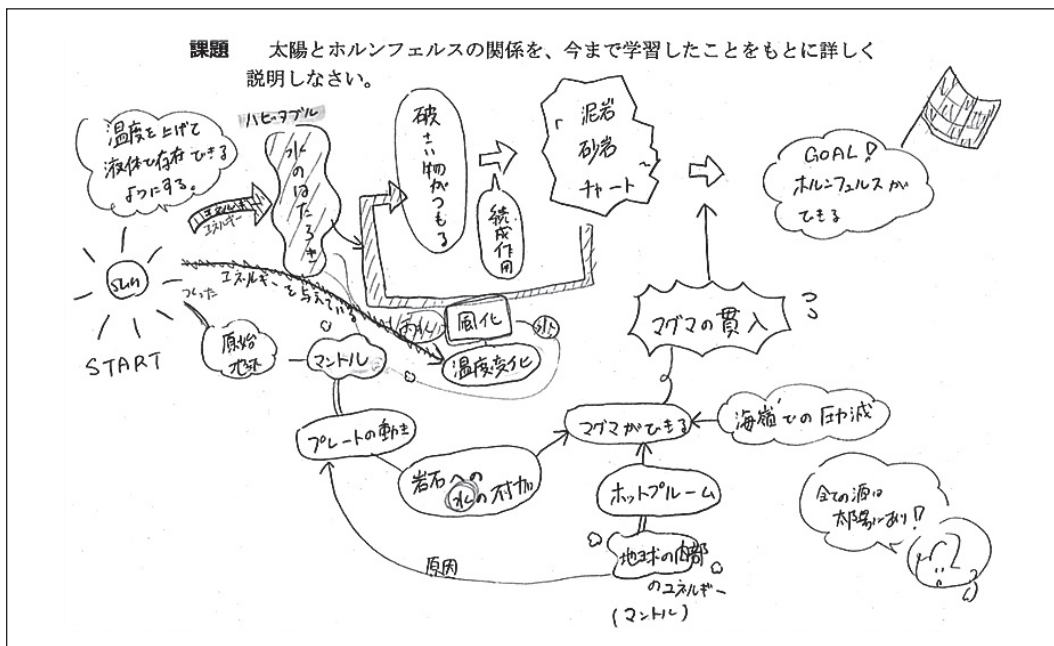 課題 太陽とホルンフェルスの関係を、今まで学習したことをもとに詳しく
説明しなさい。
温度を上げて
液体で存在できる
ようにする。
ハビタブル
水のはたらき
エネルギー
破さい物がつもる
続成作用
泥岩
砂岩
チャート
GOAL!
ホルンフェルスが
できる
sun
START
エネルギーを与えている
つくった
原始
地球
マントル
雨水
風化
氷
温度変化
マグマの貫入
プレートの動き
岩石への
水の付加
マグマができる
海嶺での圧力減
ホットプルーム
地球の内部
のエネルギー
(マントル)
原因
全ての源は
太陽にあり!